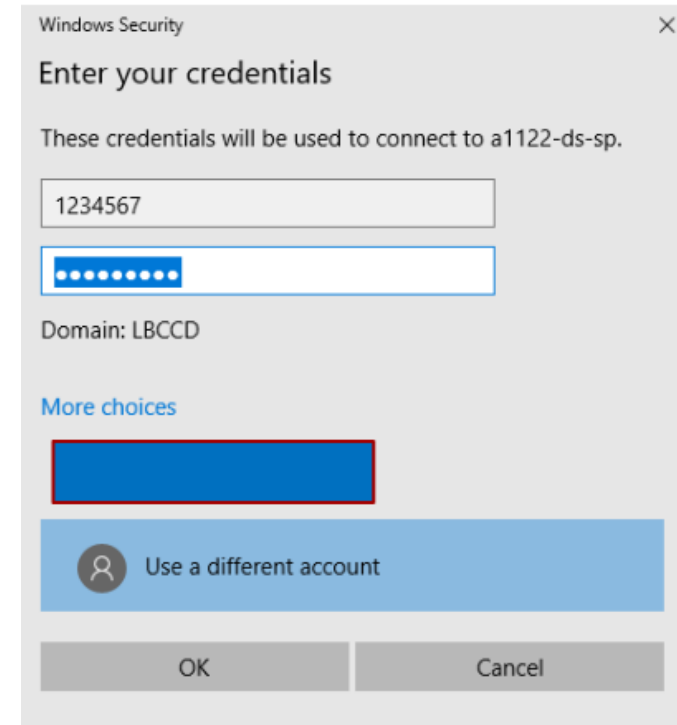 Windows Security
Enter your credentials
These credentials will be used to connect to a1122-ds-sp.
1234567
•••••••••
Domain: LBCCD
More choices
Use a different account
OK
Cancel